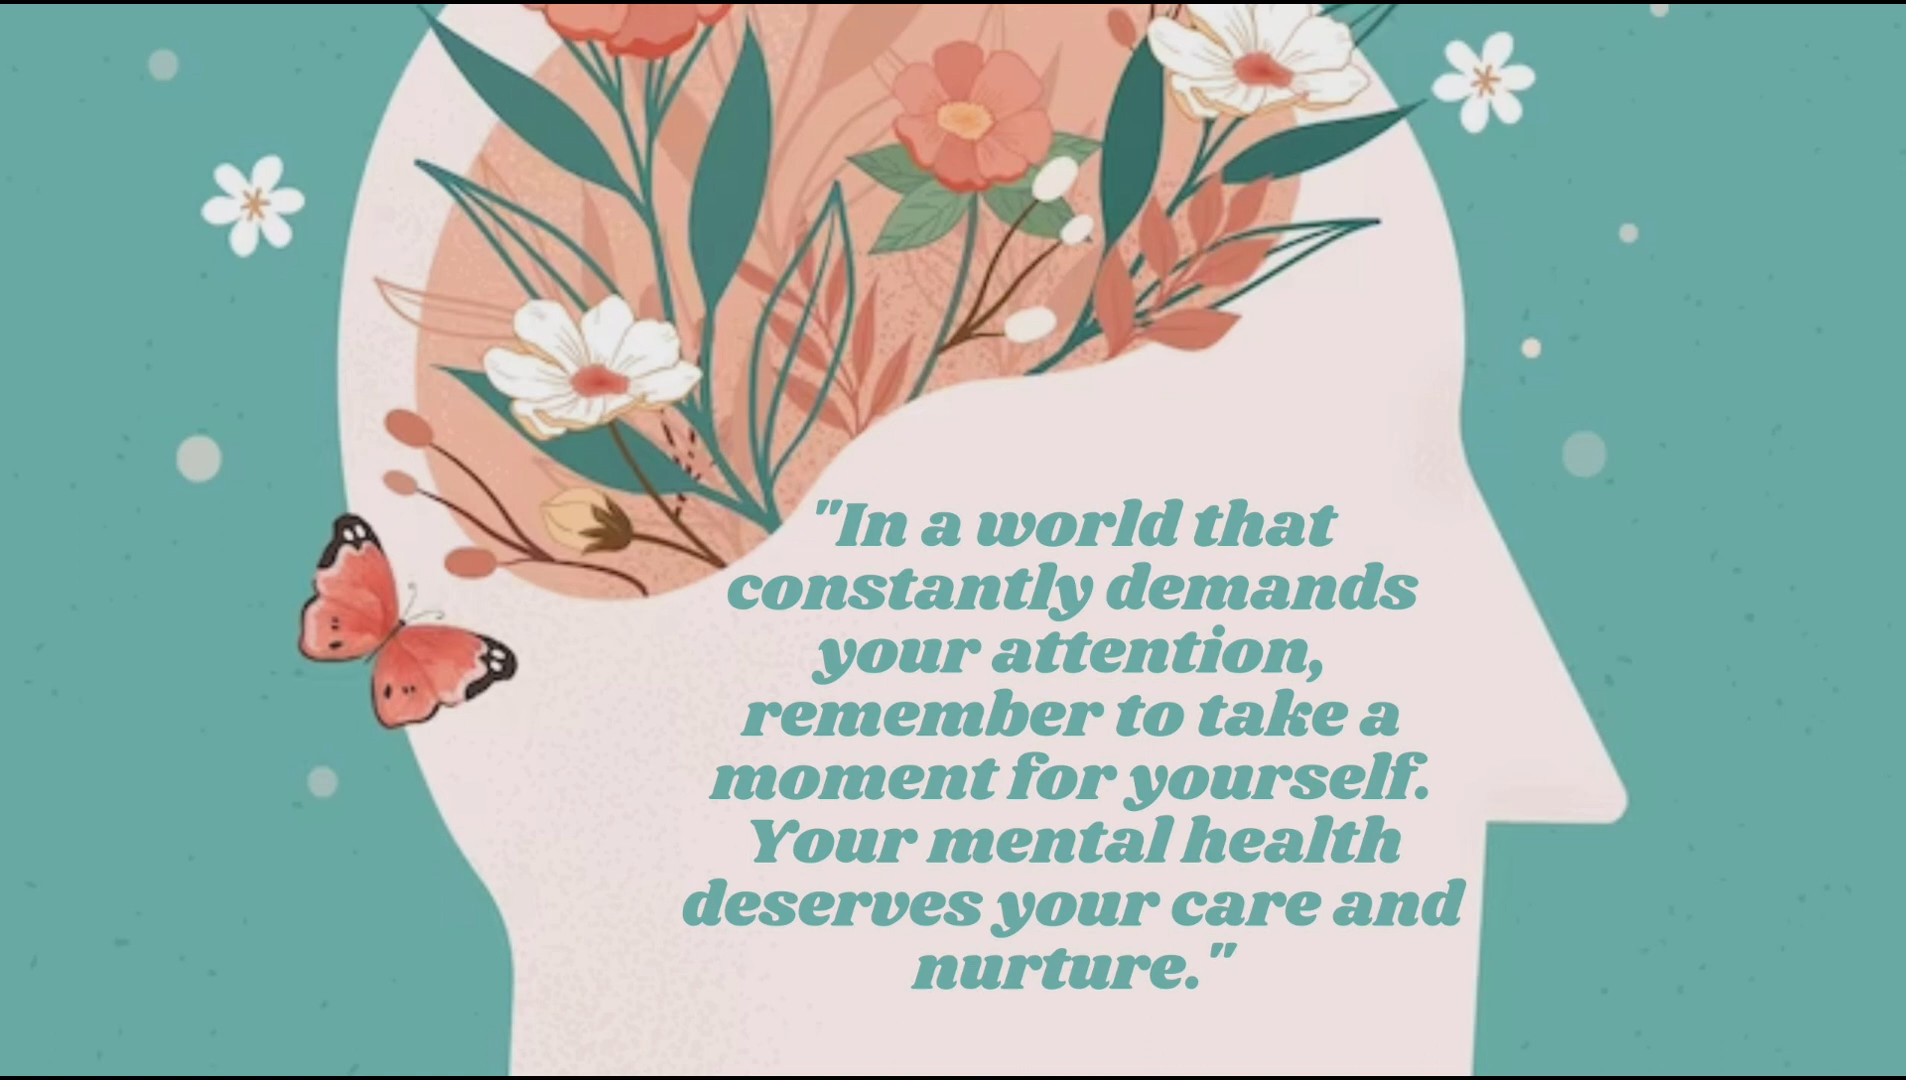 "In a world that
constantly demands
your attention,
remember to take a
moment for yourself.
Your mental health
deserves your care and
nurture."